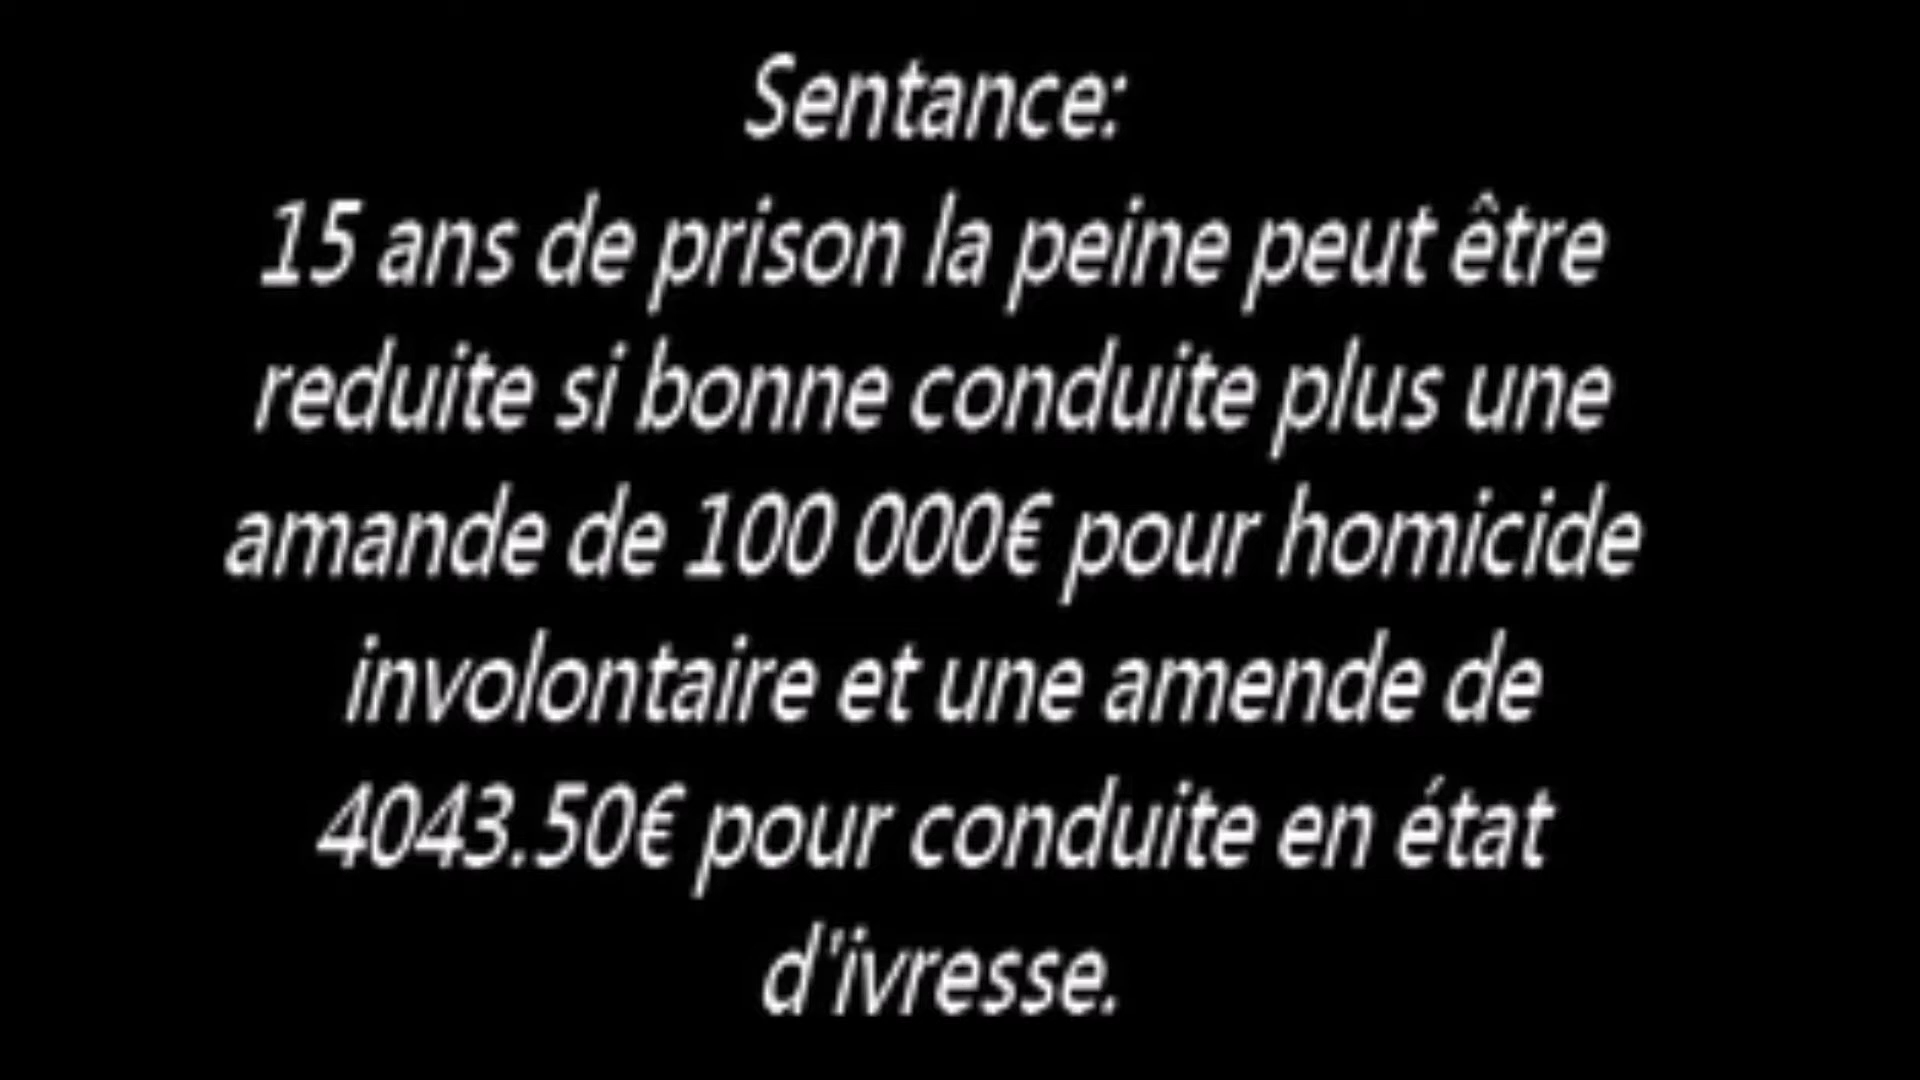 Sentance:
15 ans de prison la peine peut être
reduite si bonne conduite plus une
amande de 100 000€ pour homicide
involontaire et une amende de
4043.50€ pour conduite en état
d'ivresse.